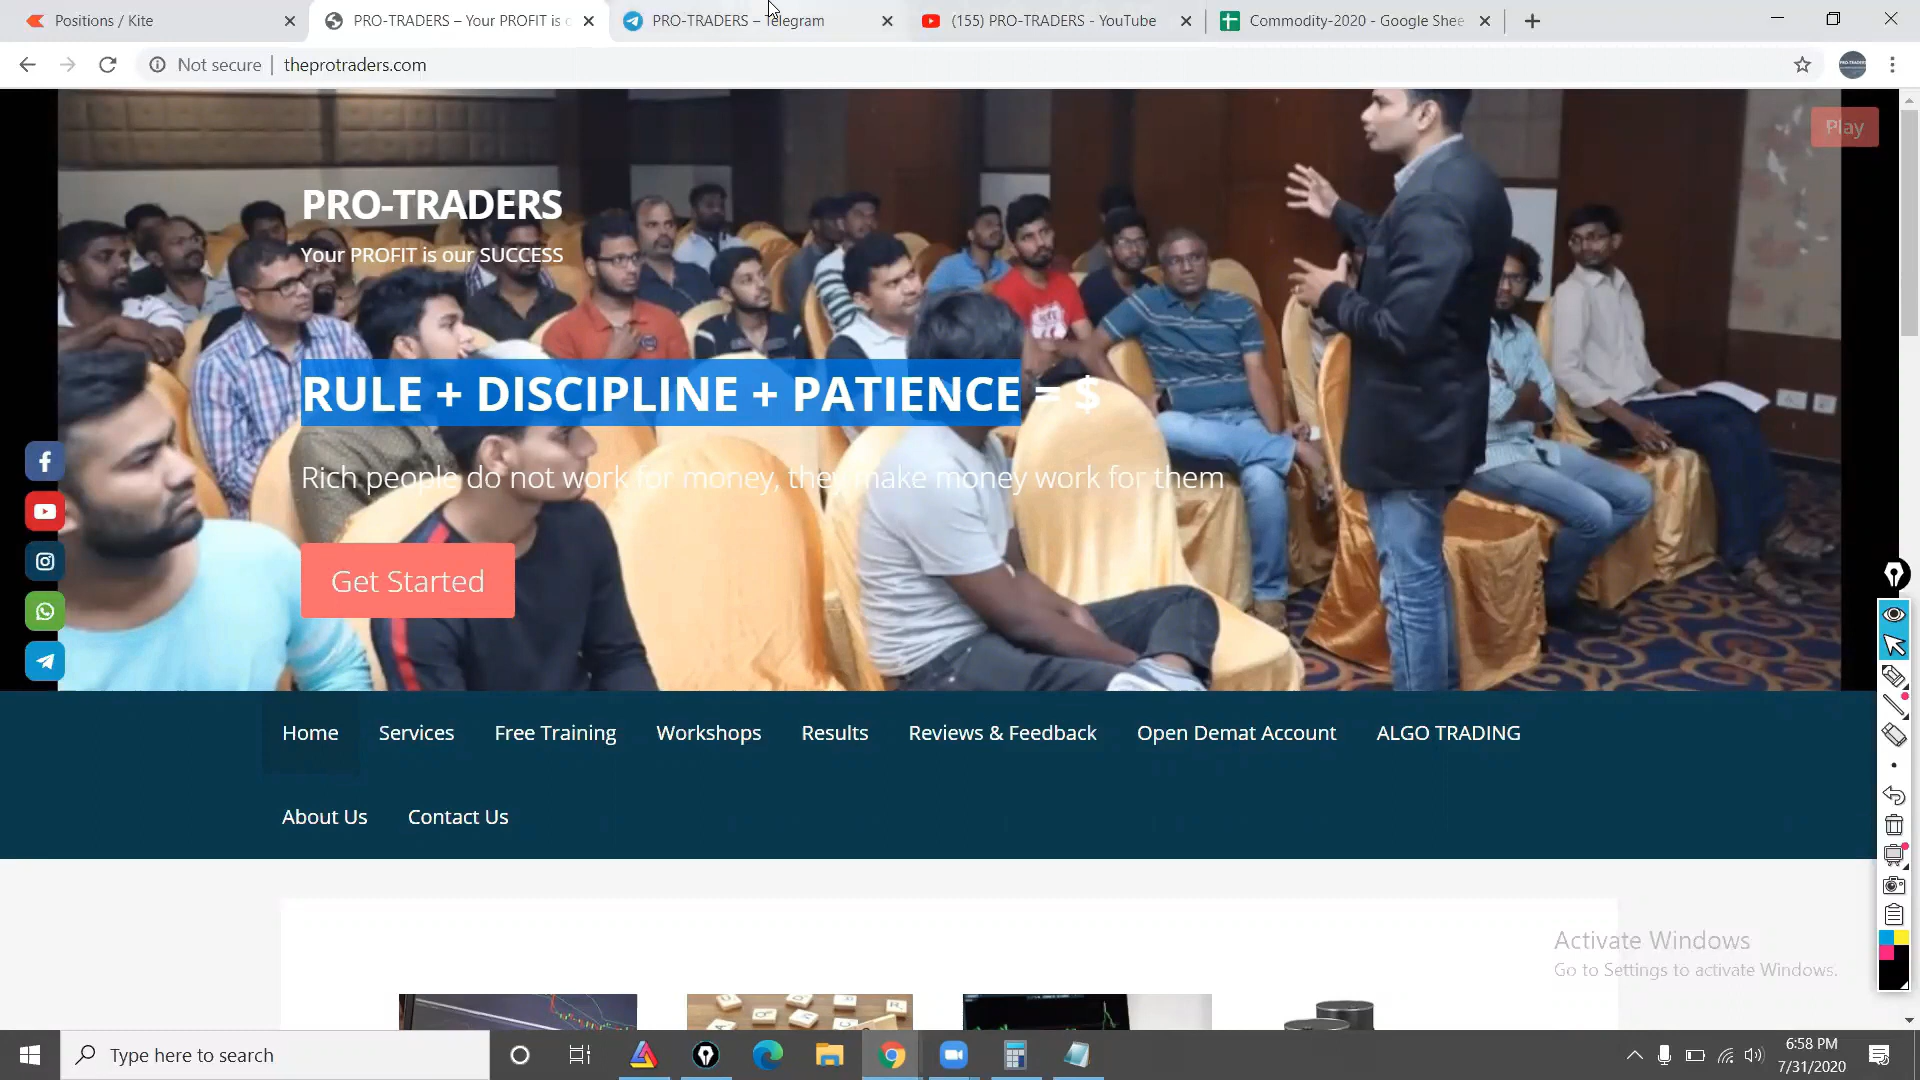 Positions / Kite
PRO-TRADERS – Your PROFIT is o
PRO-TRADERS – Telegram
(155) PRO-TRADERS - YouTube
Commodity-2020 - Google Shee
Not secure
theprotraders.com
Play
PRO-TRADERS
Your PROFIT is our SUCCESS
RULE + DISCIPLINE + PATIENCE = $
Rich people do not work for money, they make money work for them
Get Started
Home
Services
Free Training
Workshops
Results
Reviews & Feedback
Open Demat Account
ALGO TRADING
About Us
Contact Us
Activate Windows
Go to Settings to activate Windows.
Type here to search
6:58 PM
7/31/2020